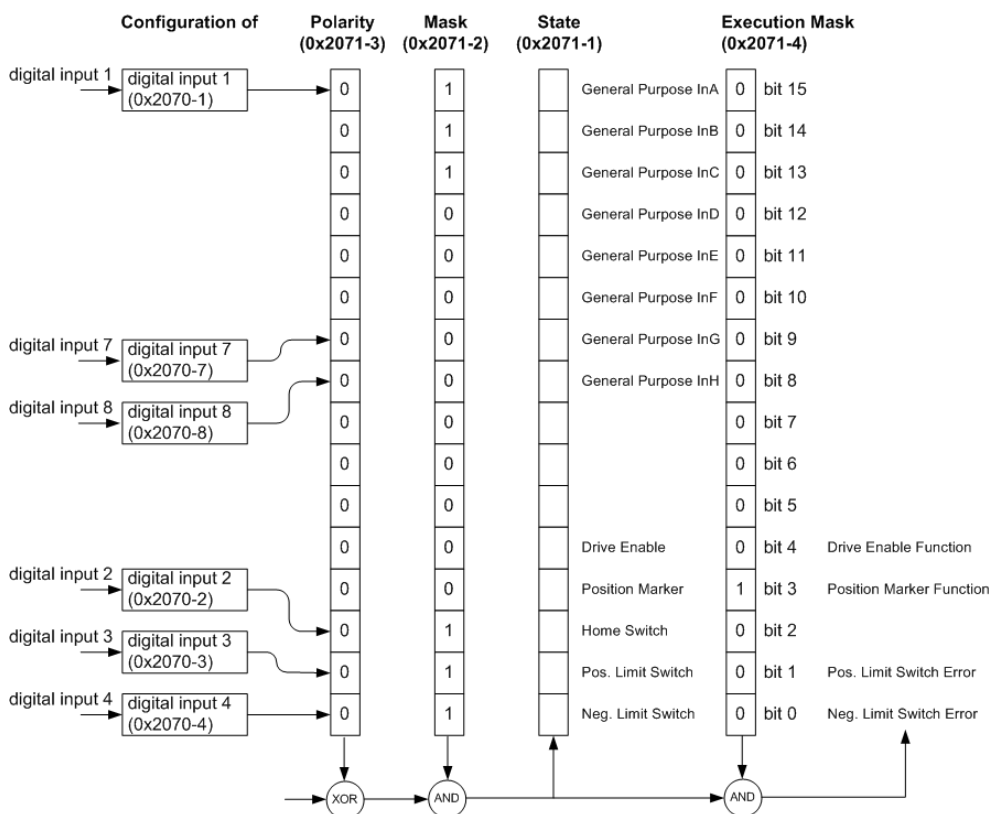 Configuration of Polarity Mask State Execution Mask
(0x2071-3) (0x2071-2) (0x2071-1) (0x2071-4)
digital input 1 digital input 1 (0x2070-1) 0 1 General Purpose InA 0 bit 15
0 1 General Purpose InB 0 bit 14
0 1 General Purpose InC 0 bit 13
0 0 General Purpose InD 0 bit 12
0 0 General Purpose InE 0 bit 11
0 0 General Purpose InF 0 bit 10
digital input 7 digital input 7 (0x2070-7) 0 0 General Purpose InG 0 bit 9
digital input 8 digital input 8 (0x2070-8) 0 0 General Purpose InH 0 bit 8
0 0 0 bit 7
0 0 0 bit 6
0 0 0 bit 5
0 0 Drive Enable 0 bit 4 Drive Enable Function
digital input 2 digital input 2 (0x2070-2) 0 0 Position Marker 1 bit 3 Position Marker Function
0 1 Home Switch 0 bit 2
digital input 3 digital input 3 (0x2070-3) 0 1 Pos. Limit Switch 0 bit 1 Pos. Limit Switch Error
digital input 4 digital input 4 (0x2070-4) 0 1 Neg. Limit Switch 0 bit 0 Neg. Limit Switch Error
XOR AND AND